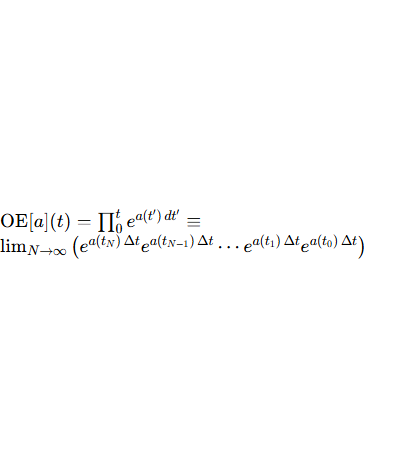 OE[a](t) = ∏₀ᵗ e^{a(t′) dt′} ≡
lim_{N→∞} (e^{a(t_N) Δt} e^{a(t_{N−1}) Δt} ⋯ e^{a(t_1) Δt} e^{a(t_0) Δt})